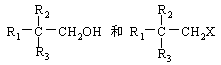 R₂ R₂
R₁—C—CH₂OH 和 R₁—C—CH₂X
R₃ R₃